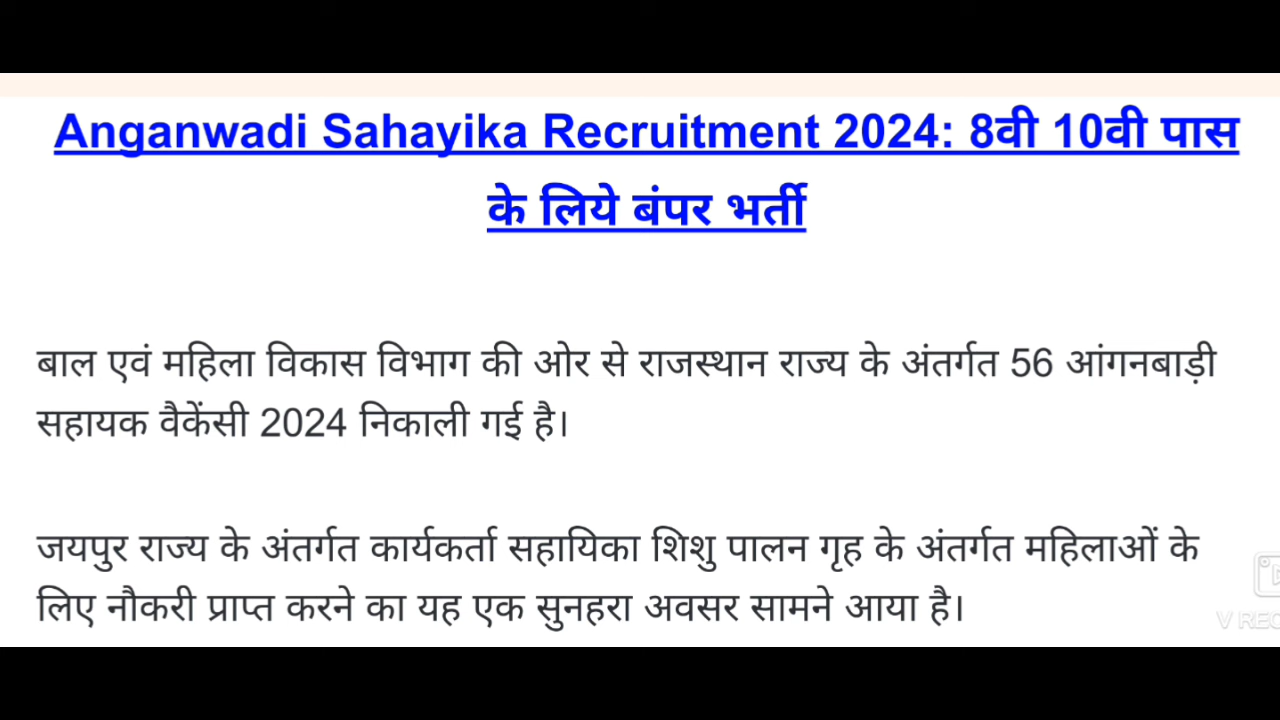 Anganwadi Sahayika Recruitment 2024: 8वी 10वी पास
के लिये बंपर भर्ती
बाल एवं महिला विकास विभाग की ओर से राजस्थान राज्य के अंतर्गत 56 आंगनबाड़ी
सहायक वैकेंसी 2024 निकाली गई है।
जयपुर राज्य के अंतर्गत कार्यकर्ता सहायिका शिशु पालन गृह के अंतर्गत महिलाओं के
लिए नौकरी प्राप्त करने का यह एक सुनहरा अवसर सामने आया है।
V REC